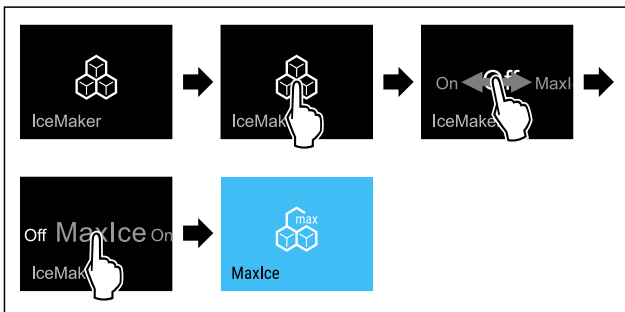 IceMaker
IceMak
On Off MaxI
IceMake
Off MaxIce On
IceMak
max
MaxIce